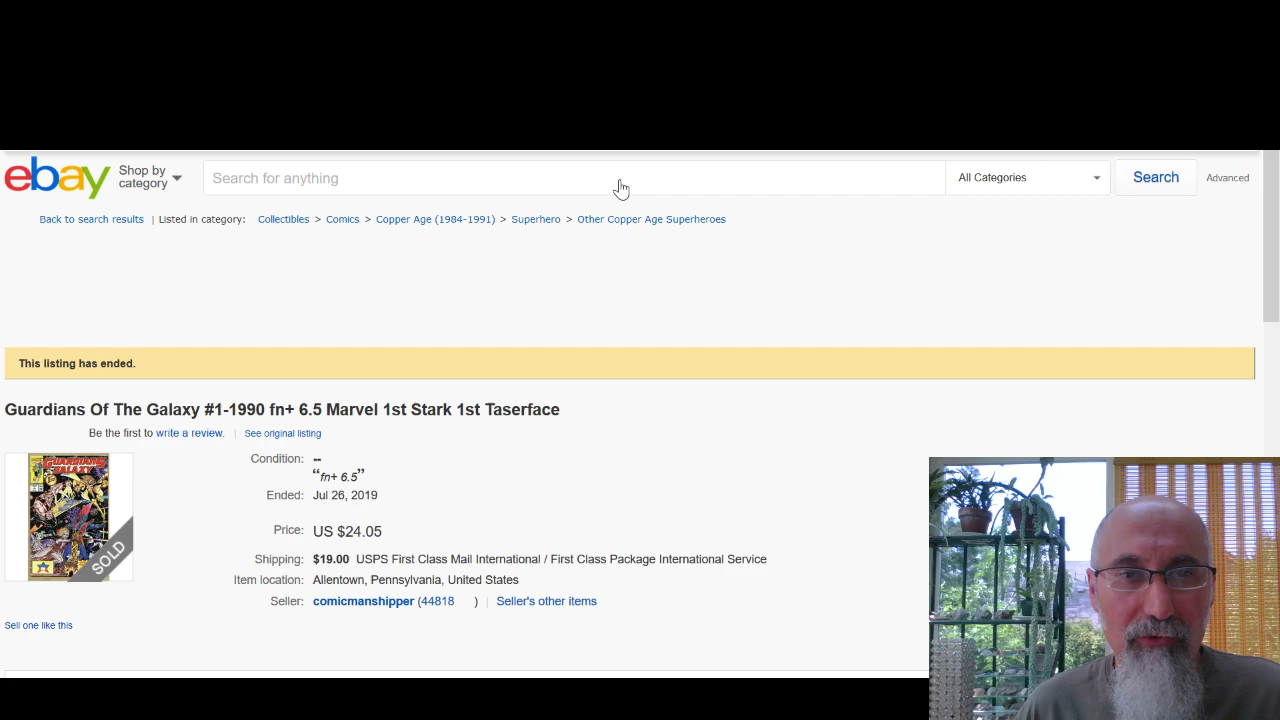 ebay
Shop by
category
Search for anything
All Categories
Search
Advanced
Back to search results | Listed in category: Collectibles > Comics > Copper Age (1984-1991) > Superhero > Other Copper Age Superheroes
This listing has ended.
Guardians Of The Galaxy #1-1990 fn+ 6.5 Marvel 1st Stark 1st Taserface
Be the first to write a review. | See original listing
Condition: --
“fn+ 6.5”
Ended: Jul 26, 2019
Price: US $24.05
Shipping: $19.00 USPS First Class Mail International / First Class Package International Service
Item location: Allentown, Pennsylvania, United States
Seller: comicmanshipper (44818 ) | Seller's other items
GUARDIANS
GALAXY
SOLD
Sell one like this